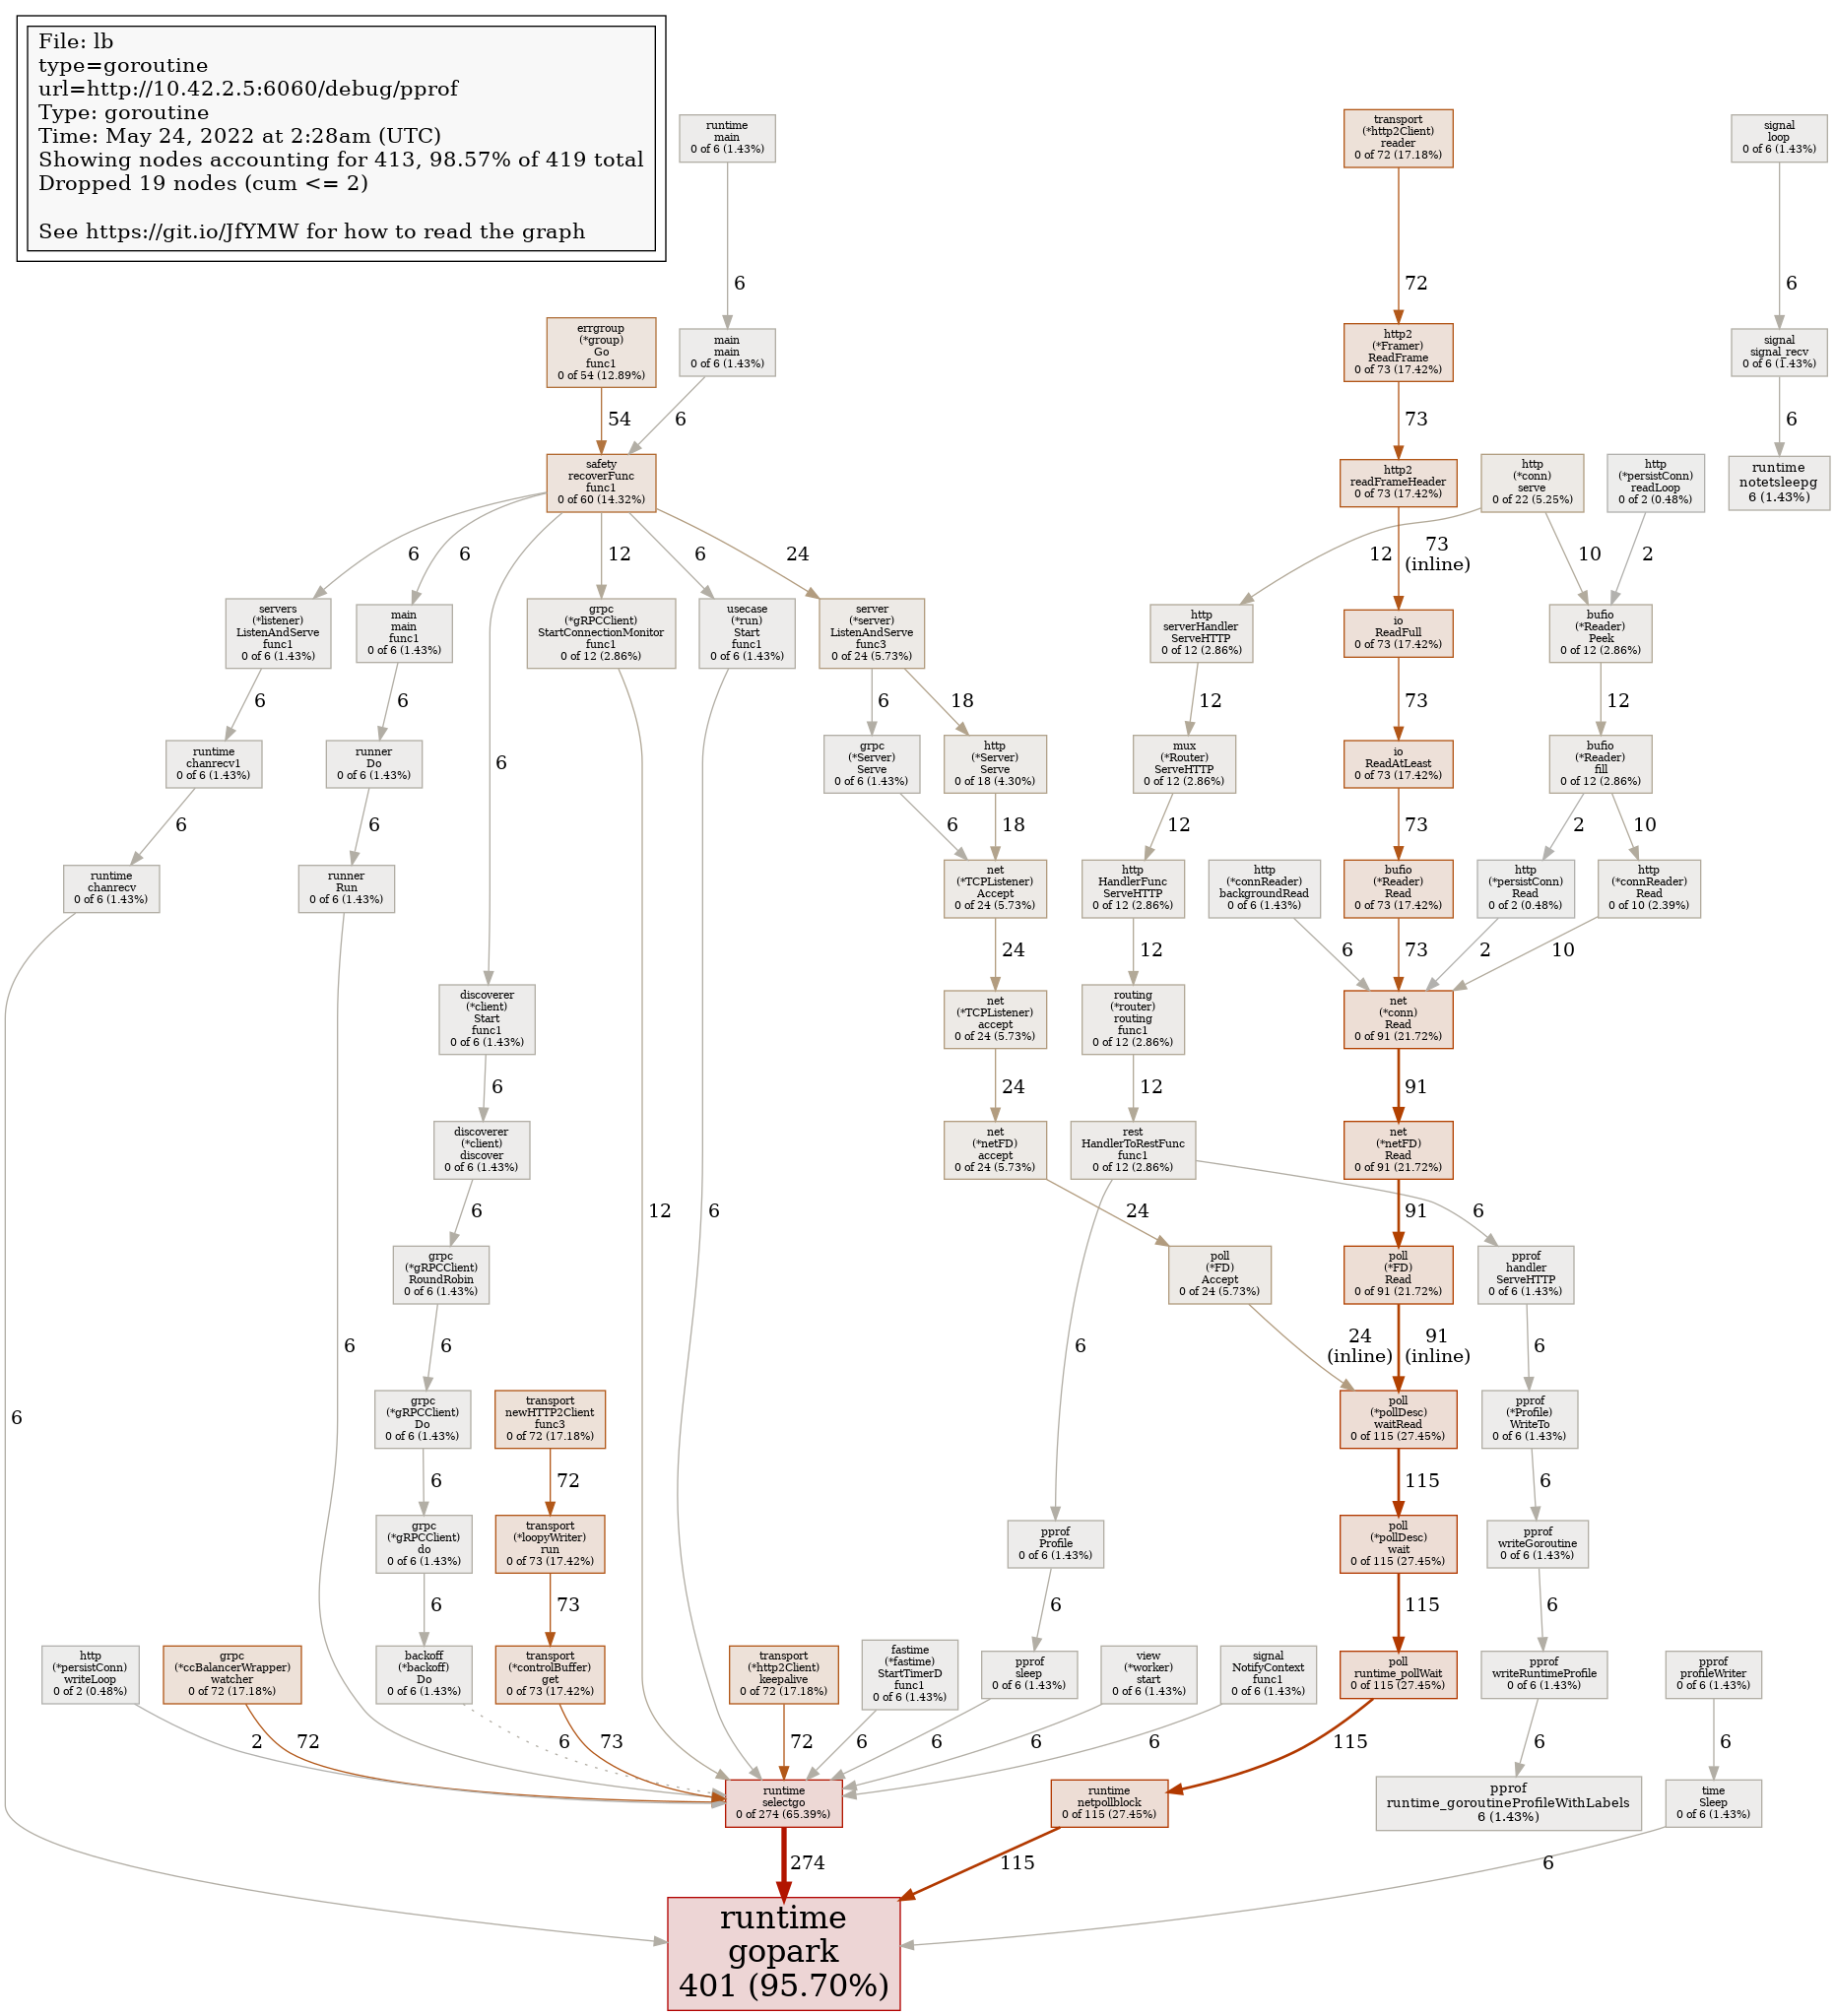 File: lb
type=goroutine
url=http://10.42.2.5:6060/debug/pprof
Type: goroutine
Time: May 24, 2022 at 2:28am (UTC)
Showing nodes accounting for 413, 98.57% of 419 total
Dropped 19 nodes (cum <= 2)
See https://git.io/JfYMW for how to read the graph
runtime
main
0 of 6 (1.43%)
transport
(*http2Client)
reader
0 of 72 (17.18%)
signal
loop
0 of 6 (1.43%)
6
72
6
errgroup
(*group)
Go
func1
0 of 54 (12.89%)
main
main
0 of 6 (1.43%)
http2
(*Framer)
ReadFrame
0 of 73 (17.42%)
signal
signal_recv
0 of 6 (1.43%)
54
6
73
6
safety
recoverFunc
func1
0 of 60 (14.32%)
http2
readFrameHeader
0 of 73 (17.42%)
http
(*conn)
serve
0 of 22 (5.25%)
http
(*persistConn)
readLoop
0 of 2 (0.48%)
runtime
notetsleepg
6 (1.43%)
6
6
12
6
24
12
73
(inline)
10
2
servers
(*listener)
ListenAndServe
func1
0 of 6 (1.43%)
main
main
func1
0 of 6 (1.43%)
grpc
(*gRPCClient)
StartConnectionMonitor
func1
0 of 12 (2.86%)
usecase
(*run)
Start
func1
0 of 6 (1.43%)
server
(*server)
ListenAndServe
func3
0 of 24 (5.73%)
http
serverHandler
ServeHTTP
0 of 12 (2.86%)
io
ReadFull
0 of 73 (17.42%)
bufio
(*Reader)
Peek
0 of 12 (2.86%)
6
6
6
18
12
73
12
runtime
chanrecv1
0 of 6 (1.43%)
runner
Do
0 of 6 (1.43%)
6
grpc
(*Server)
Serve
0 of 6 (1.43%)
http
(*Server)
Serve
0 of 18 (4.30%)
mux
(*Router)
ServeHTTP
0 of 12 (2.86%)
io
ReadAtLeast
0 of 73 (17.42%)
bufio
(*Reader)
fill
0 of 12 (2.86%)
6
6
6
18
12
73
2
10
runtime
chanrecv
0 of 6 (1.43%)
runner
Run
0 of 6 (1.43%)
net
(*TCPListener)
Accept
0 of 24 (5.73%)
http
HandlerFunc
ServeHTTP
0 of 12 (2.86%)
http
(*connReader)
backgroundRead
0 of 6 (1.43%)
bufio
(*Reader)
Read
0 of 73 (17.42%)
http
(*persistConn)
Read
0 of 2 (0.48%)
http
(*connReader)
Read
0 of 10 (2.39%)
24
12
6
73
2
10
discoverer
(*client)
Start
func1
0 of 6 (1.43%)
net
(*TCPListener)
accept
0 of 24 (5.73%)
routing
(*router)
routing
func1
0 of 12 (2.86%)
net
(*conn)
Read
0 of 91 (21.72%)
6
24
12
91
discoverer
(*client)
discover
0 of 6 (1.43%)
net
(*netFD)
accept
0 of 24 (5.73%)
rest
HandlerToRestFunc
func1
0 of 12 (2.86%)
net
(*netFD)
Read
0 of 91 (21.72%)
6
12
6
24
91
6
grpc
(*gRPCClient)
RoundRobin
0 of 6 (1.43%)
poll
(*FD)
Accept
0 of 24 (5.73%)
poll
(*FD)
Read
0 of 91 (21.72%)
pprof
handler
ServeHTTP
0 of 6 (1.43%)
6
6
6
24
(inline)
91
(inline)
6
6
grpc
(*gRPCClient)
Do
0 of 6 (1.43%)
transport
newHTTP2Client
func3
0 of 72 (17.18%)
poll
(*pollDesc)
waitRead
0 of 115 (27.45%)
pprof
(*Profile)
WriteTo
0 of 6 (1.43%)
6
72
115
6
grpc
(*gRPCClient)
do
0 of 6 (1.43%)
transport
(*loopyWriter)
run
0 of 73 (17.42%)
pprof
Profile
0 of 6 (1.43%)
poll
(*pollDesc)
wait
0 of 115 (27.45%)
pprof
writeGoroutine
0 of 6 (1.43%)
6
73
6
115
6
http
(*persistConn)
writeLoop
0 of 2 (0.48%)
grpc
(*ccBalancerWrapper)
watcher
0 of 72 (17.18%)
backoff
(*backoff)
Do
0 of 6 (1.43%)
transport
(*controlBuffer)
get
0 of 73 (17.42%)
transport
(*http2Client)
keepalive
0 of 72 (17.18%)
fastime
(*fastime)
StartTimerD
func1
0 of 6 (1.43%)
pprof
sleep
0 of 6 (1.43%)
view
(*worker)
start
0 of 6 (1.43%)
signal
NotifyContext
func1
0 of 6 (1.43%)
poll
runtime_pollWait
0 of 115 (27.45%)
pprof
writeRuntimeProfile
0 of 6 (1.43%)
pprof
profileWriter
0 of 6 (1.43%)
2
72
6
73
72
6
6
6
6
115
6
6
runtime
selectgo
0 of 274 (65.39%)
runtime
netpollblock
0 of 115 (27.45%)
pprof
runtime_goroutineProfileWithLabels
6 (1.43%)
time
Sleep
0 of 6 (1.43%)
274
115
6
runtime
gopark
401 (95.70%)